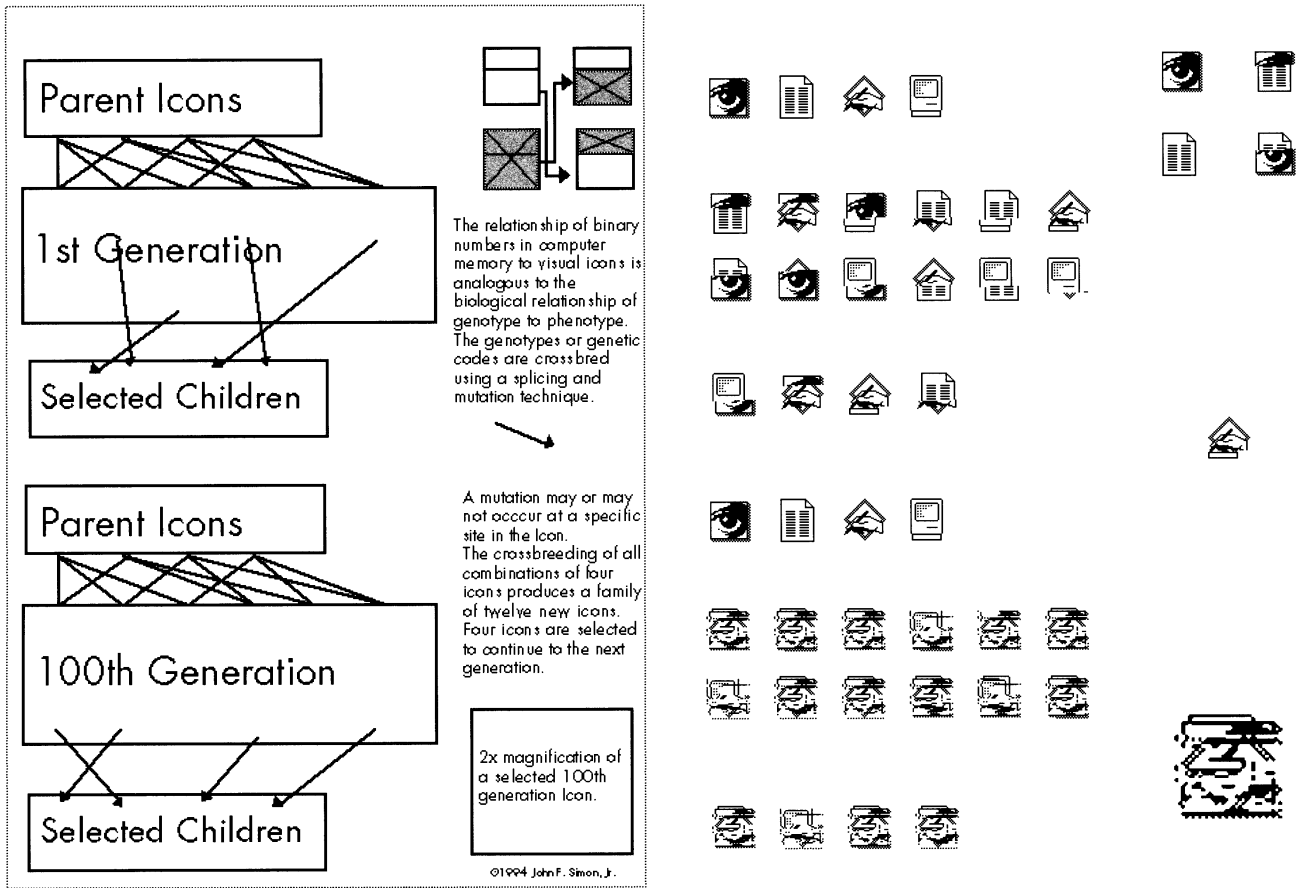 Parent Icons
1st Generation
Selected Children
The relationship of binary
numbers in computer
memory to visual icons is
analogous to the
biological relationship of
genotype to phenotype.
The genotypes or genetic
codes are crossbred
using a splicing and
mutation technique.
Parent Icons
100th Generation
Selected Children
A mutation may or may
not occcur at a specific
site in the Icon.
The crossbreeding of all
combinations of four
icons produces a family
of twelve new icons.
Four icons are selected
to continue to the next
generation.
2x magnification of
a selected 100th
generation Icon.
©1994 John F. Simon, Jr.